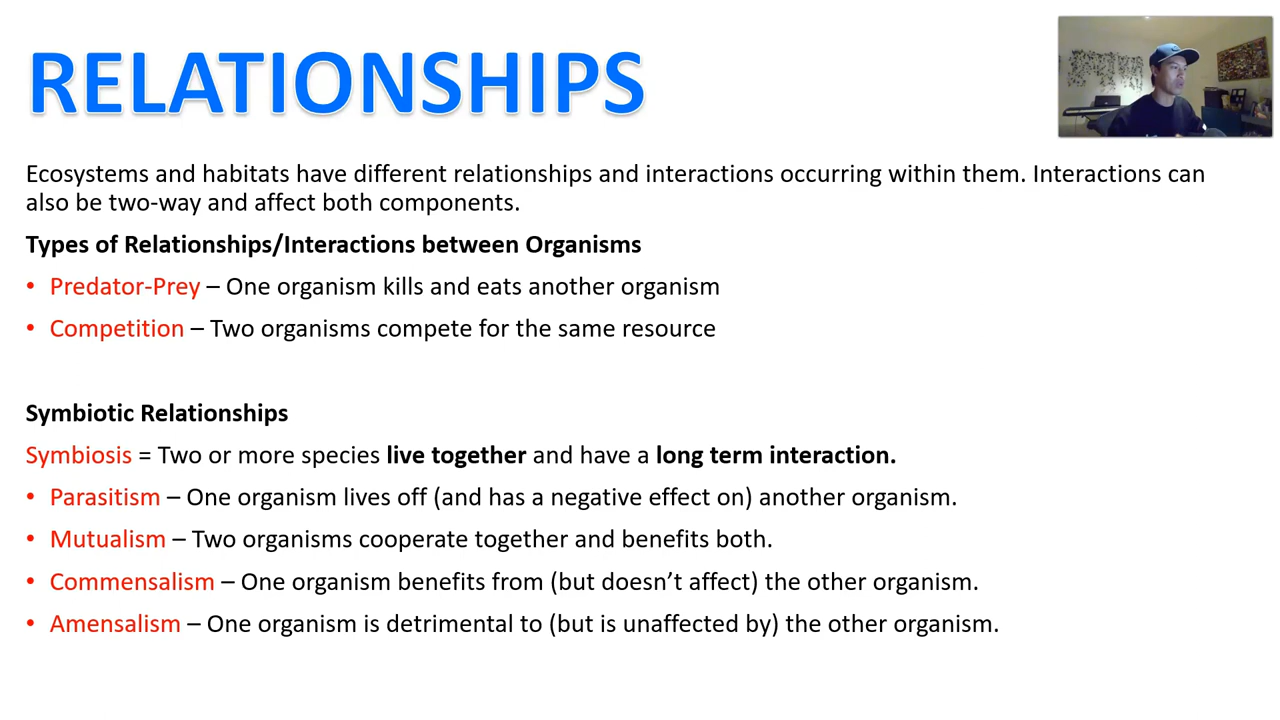 RELATIONSHIPS
Ecosystems and habitats have different relationships and interactions occurring within them. Interactions can
also be two-way and affect both components.
Types of Relationships/Interactions between Organisms
• Predator-Prey – One organism kills and eats another organism
• Competition – Two organisms compete for the same resource
Symbiotic Relationships
Symbiosis = Two or more species live together and have a long term interaction.
• Parasitism – One organism lives off (and has a negative effect on) another organism.
• Mutualism – Two organisms cooperate together and benefits both.
• Commensalism – One organism benefits from (but doesn’t affect) the other organism.
• Amensalism – One organism is detrimental to (but is unaffected by) the other organism.